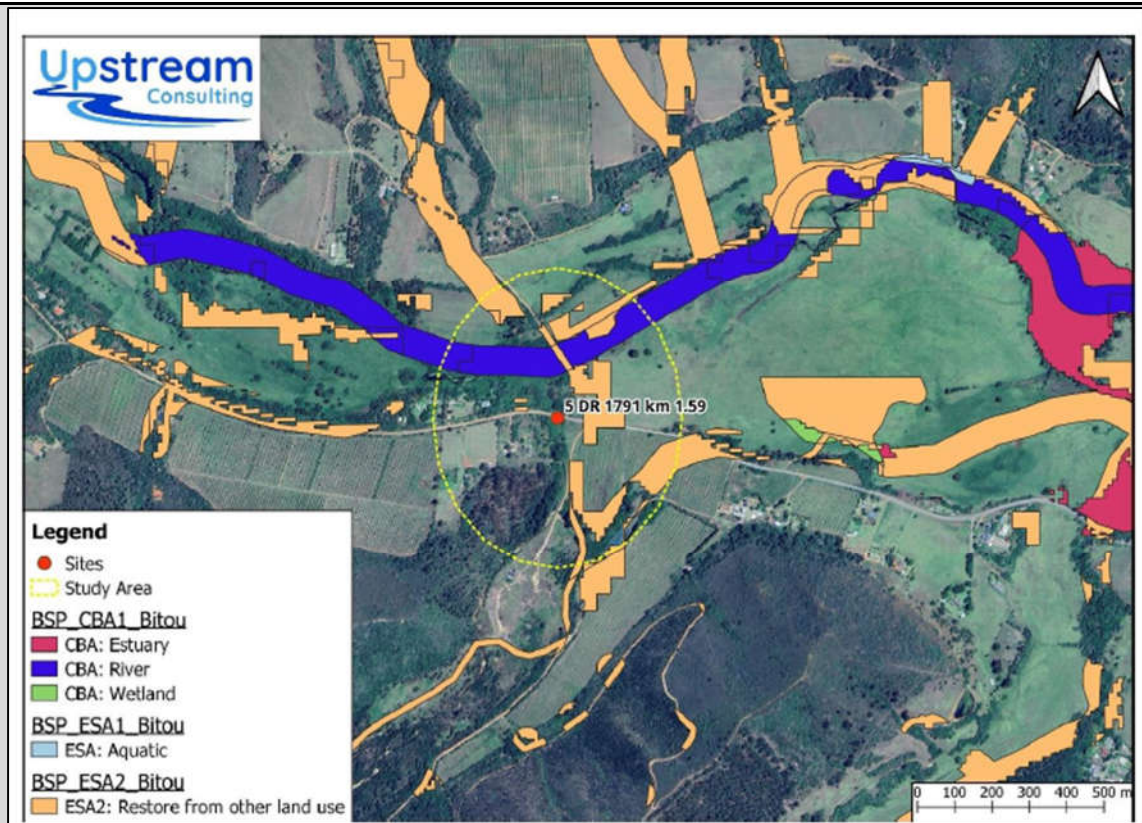 Upstream
Consulting
5 DR 1791 km 1.59
Legend
Sites
Study Area
BSP_CBA1_Bitou
CBA: Estuary
CBA: River
CBA: Wetland
BSP_ESA1_Bitou
ESA: Aquatic
BSP_ESA2_Bitou
ESA2: Restore from other land use
0 100 200 300 400 500 m